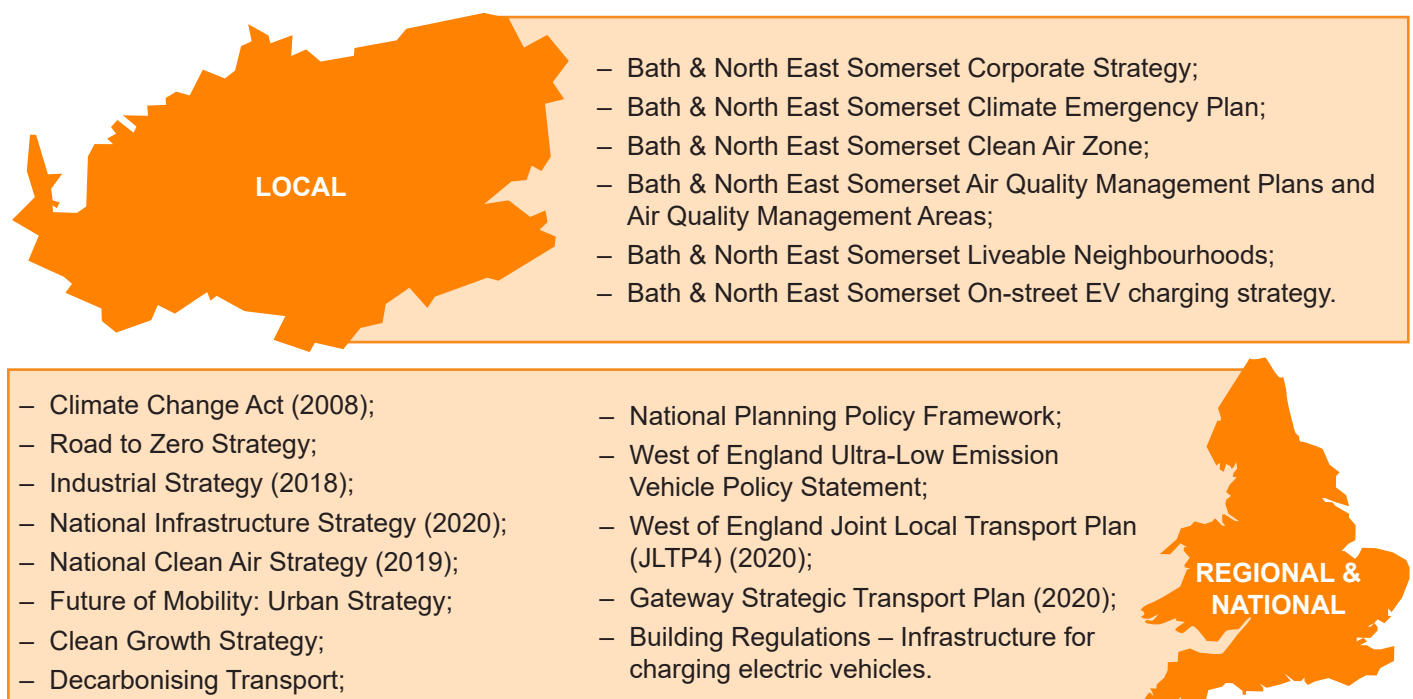 LOCAL
– Bath & North East Somerset Corporate Strategy;
– Bath & North East Somerset Climate Emergency Plan;
– Bath & North East Somerset Clean Air Zone;
– Bath & North East Somerset Air Quality Management Plans and
Air Quality Management Areas;
– Bath & North East Somerset Liveable Neighbourhoods;
– Bath & North East Somerset On-street EV charging strategy.
– Climate Change Act (2008);
– Road to Zero Strategy;
– Industrial Strategy (2018);
– National Infrastructure Strategy (2020);
– National Clean Air Strategy (2019);
– Future of Mobility: Urban Strategy;
– Clean Growth Strategy;
– Decarbonising Transport;
– National Planning Policy Framework;
– West of England Ultra-Low Emission
Vehicle Policy Statement;
– West of England Joint Local Transport Plan
(JLTP4) (2020);
– Gateway Strategic Transport Plan (2020);
– Building Regulations – Infrastructure for
charging electric vehicles.
REGIONAL &
NATIONAL